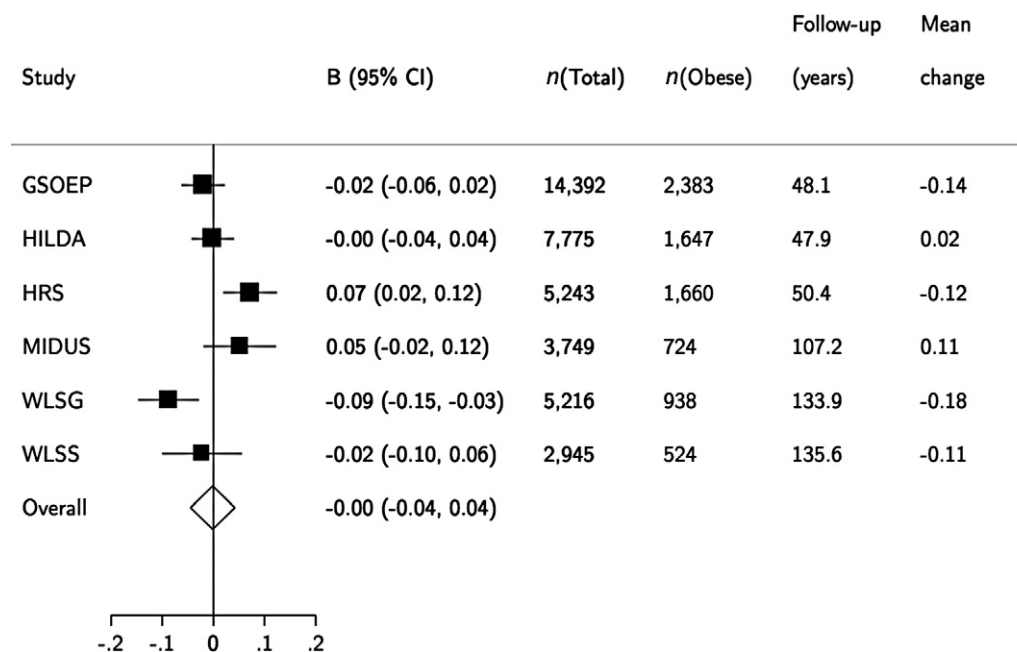 Follow-up Mean
Study B (95% CI) n(Total) n(Obese) (years) change
GSOEP -0.02 (-0.06, 0.02) 14,392 2,383 48.1 -0.14
HILDA -0.00 (-0.04, 0.04) 7,775 1,647 47.9 0.02
HRS 0.07 (0.02, 0.12) 5,243 1,660 50.4 -0.12
MIDUS 0.05 (-0.02, 0.12) 3,749 724 107.2 0.11
WLSG -0.09 (-0.15, -0.03) 5,216 938 133.9 -0.18
WLSS -0.02 (-0.10, 0.06) 2,945 524 135.6 -0.11
Overall -0.00 (-0.04, 0.04)
-.2 -.1 0 .1 .2